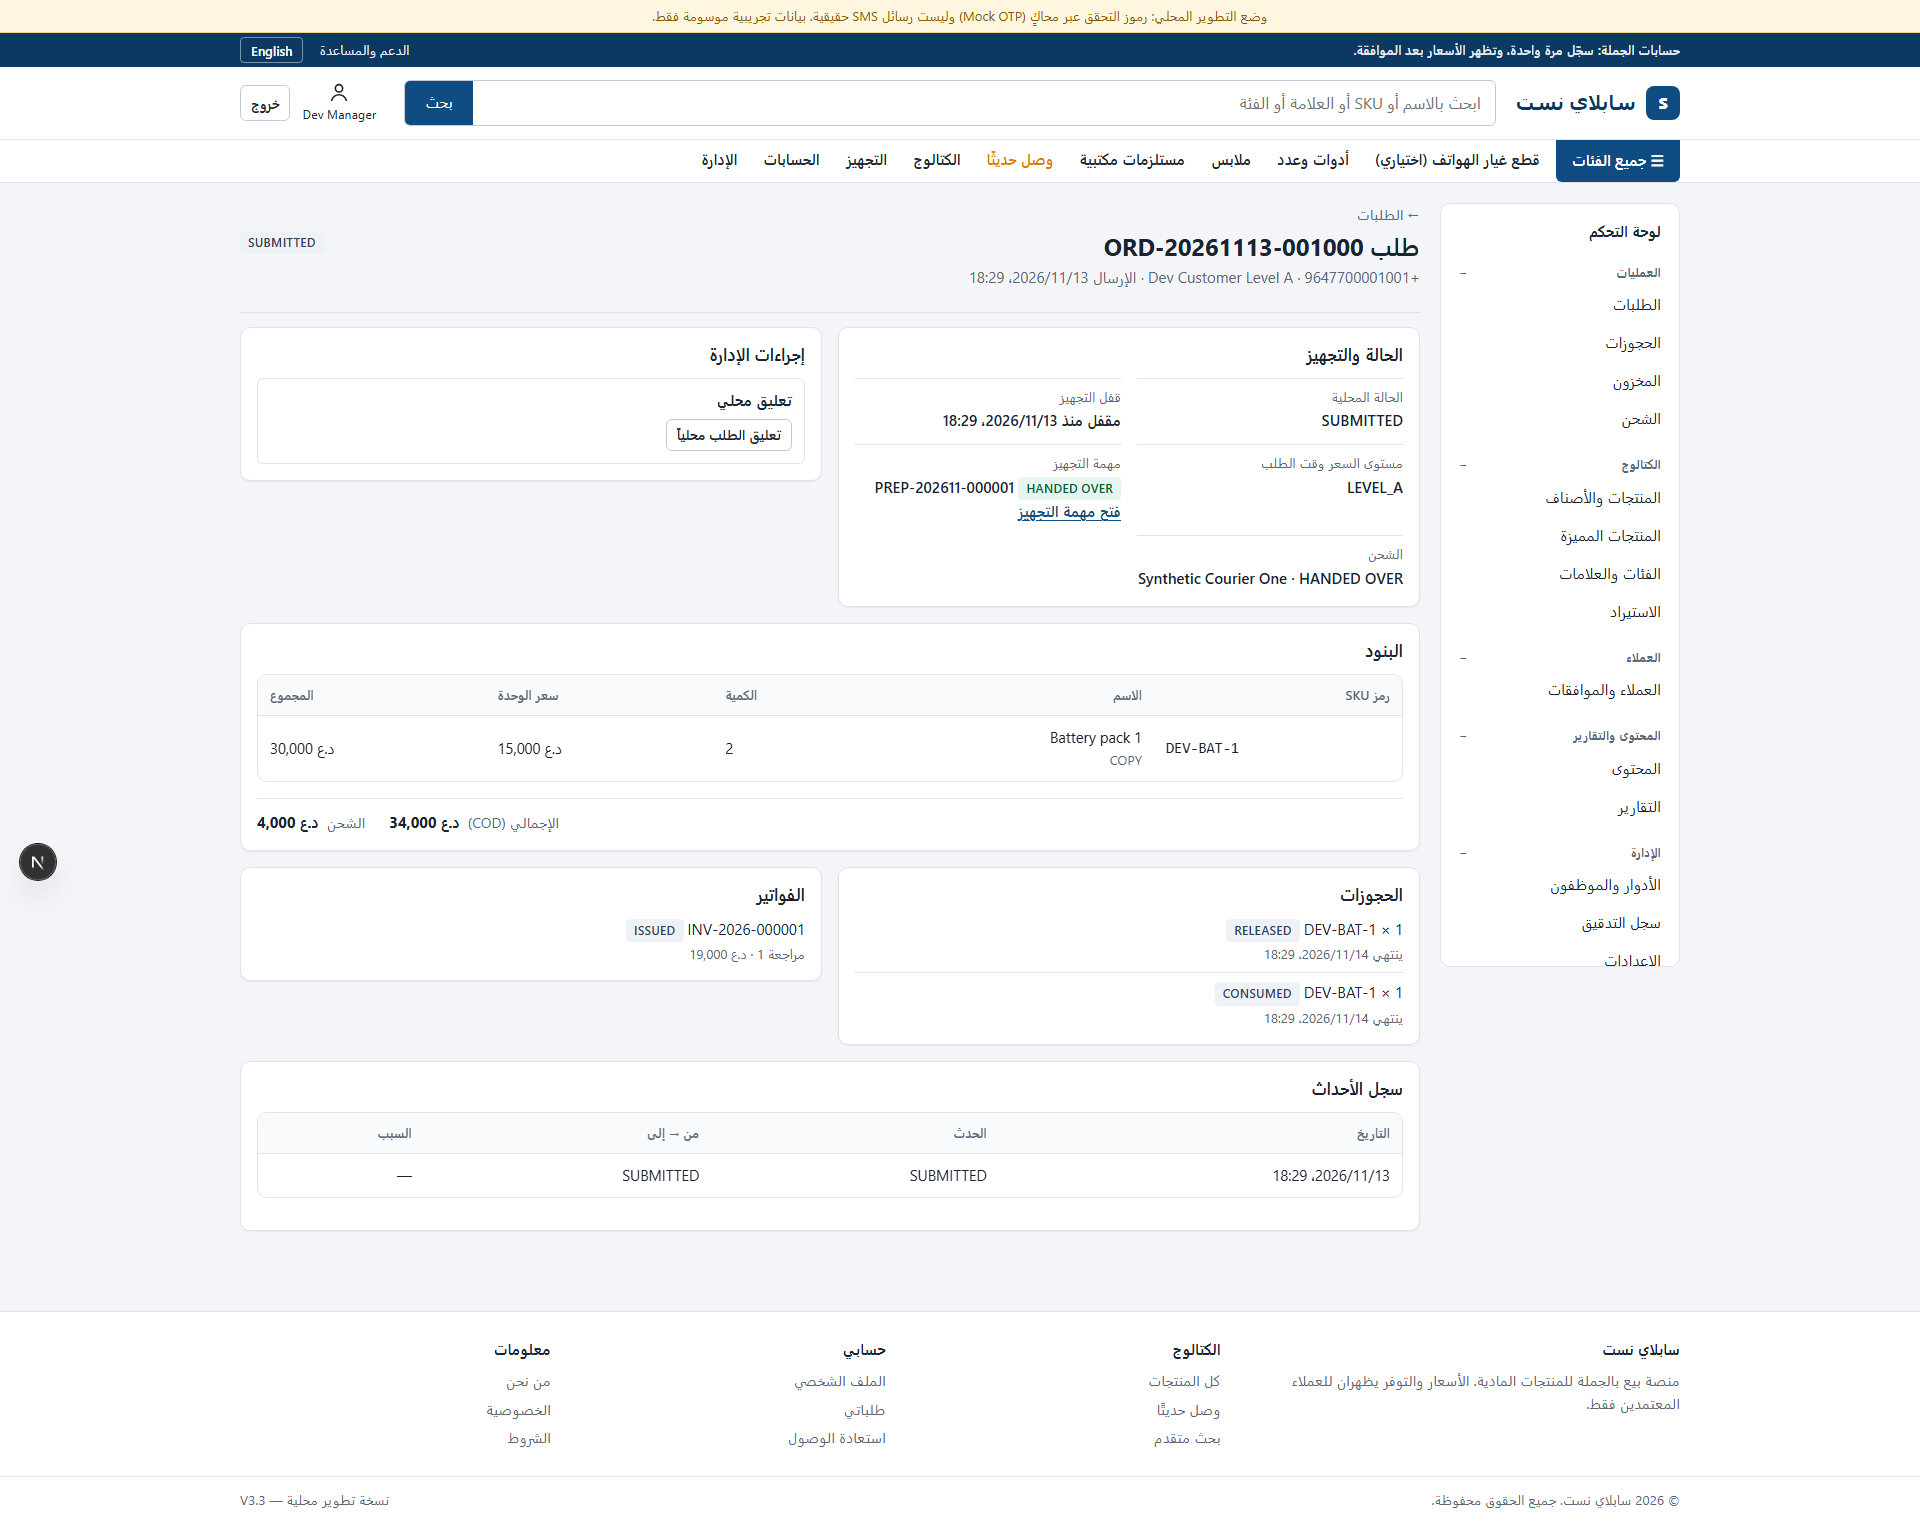 وضع التطوير المحلي: رموز التحقق عبر محاكٍ (Mock OTP) وليست رسائل SMS حقيقية. بيانات تجريبية موسومة فقط.
حسابات الجملة: سجّل مرة واحدة، وتظهر الأسعار بعد الموافقة.
الدعم والمساعدة
English
سابلاي نست
ابحث بالاسم أو SKU أو العلامة أو الفئة
بحث
Dev Manager
خروج
☰ جميع الفئات
قطع غيار الهواتف (اختياري)
أدوات وعدد
ملابس
مستلزمات مكتبية
وصل حديثًا
الكتالوج
التجهيز
الحسابات
الإدارة
لوحة التحكم
العمليات –
الطلبات
الحجوزات
المخزون
الشحن
الكتالوج –
المنتجات والأصناف
المنتجات المميزة
الفئات والعلامات
الاستيراد
العملاء –
العملاء والموافقات
المحتوى والتقارير –
المحتوى
التقارير
الإدارة –
الأدوار والموظفون
سجل التدقيق
الإعدادات
← الطلبات
طلب ORD-20261113-001000
+9647700001001 · Dev Customer Level A · الإرسال 2026/11/13، 18:29
SUBMITTED
الحالة والتجهيز
الحالة المحلية
SUBMITTED
قفل التجهيز
مقفل منذ 2026/11/13، 18:29
مستوى السعر وقت الطلب
LEVEL_A
مهمة التجهيز
PREP-202611-000001 HANDED OVER
فتح مهمة التجهيز
الشحن
Synthetic Courier One · HANDED OVER
إجراءات الإدارة
تعليق محلي
تعليق الطلب محلياً
البنود
رمز SKU الاسم الكمية سعر الوحدة المجموع
DEV-BAT-1 Battery pack 1 2 15,000 د.ع 30,000 د.ع
COPY
الإجمالي (COD) 34,000 د.ع الشحن 4,000 د.ع
الحجوزات
DEV-BAT-1 × 1 RELEASED
ينتهي 2026/11/14، 18:29
DEV-BAT-1 × 1 CONSUMED
ينتهي 2026/11/14، 18:29
الفواتير
INV-2026-000001 ISSUED
مراجعة 1 · 19,000 د.ع
سجل الأحداث
التاريخ الحدث من → إلى السبب
2026/11/13، 18:29 SUBMITTED SUBMITTED —
سابلاي نست
منصة بيع بالجملة للمنتجات المادية. الأسعار والتوفر يظهران للعملاء
المعتمدين فقط.
الكتالوج
كل المنتجات
وصل حديثًا
بحث متقدم
حسابي
الملف الشخصي
طلباتي
استعادة الوصول
معلومات
من نحن
الخصوصية
الشروط
© 2026 سابلاي نست. جميع الحقوق محفوظة.
نسخة تطوير محلية — V3.3